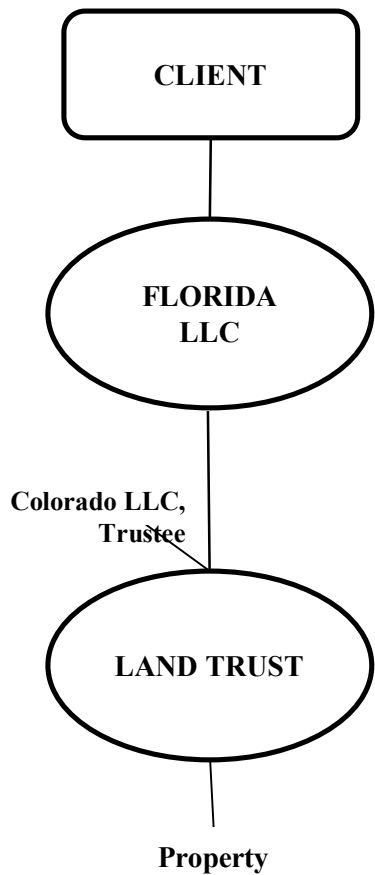 CLIENT
FLORIDA
LLC
Colorado LLC,
Trustee
LAND TRUST
Property